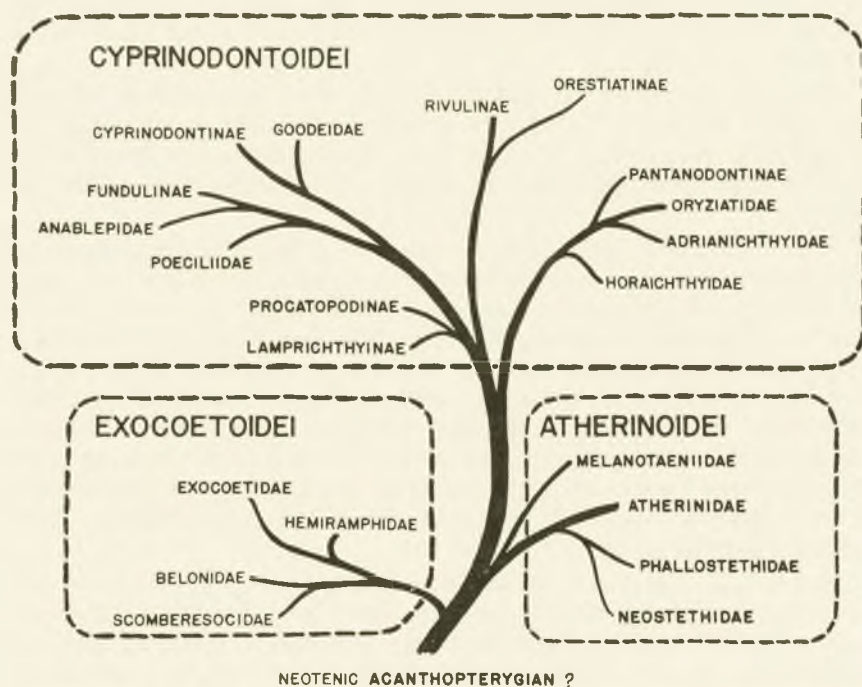 CYPRINODONTOIDEI
ORESTIATINAE
RIVULINAE
CYPRINODONTINAE
GOODEIDAE
PANTANODONTINAE
FUNDULINAE
ORYZIATIDAE
ANABLEPIDAE
ADRIANICHTHYIDAE
POECILIIDAE
HORAICHTHYIDAE
PROCATOPODINAE
LAMPRICHTHYINAE
EXOCOETOIDEI
EXOCOETIDAE
HEMIRAMPHIDAE
BELONIDAE
SCOMBERESOCIDAE
ATHERINOIDEI
MELANOTAENIIDAE
ATHERINIDAE
PHALLOSTETHIDAE
NEOSTETHIDAE
NEOTENIC ACANTHOPTERYGIAN ?